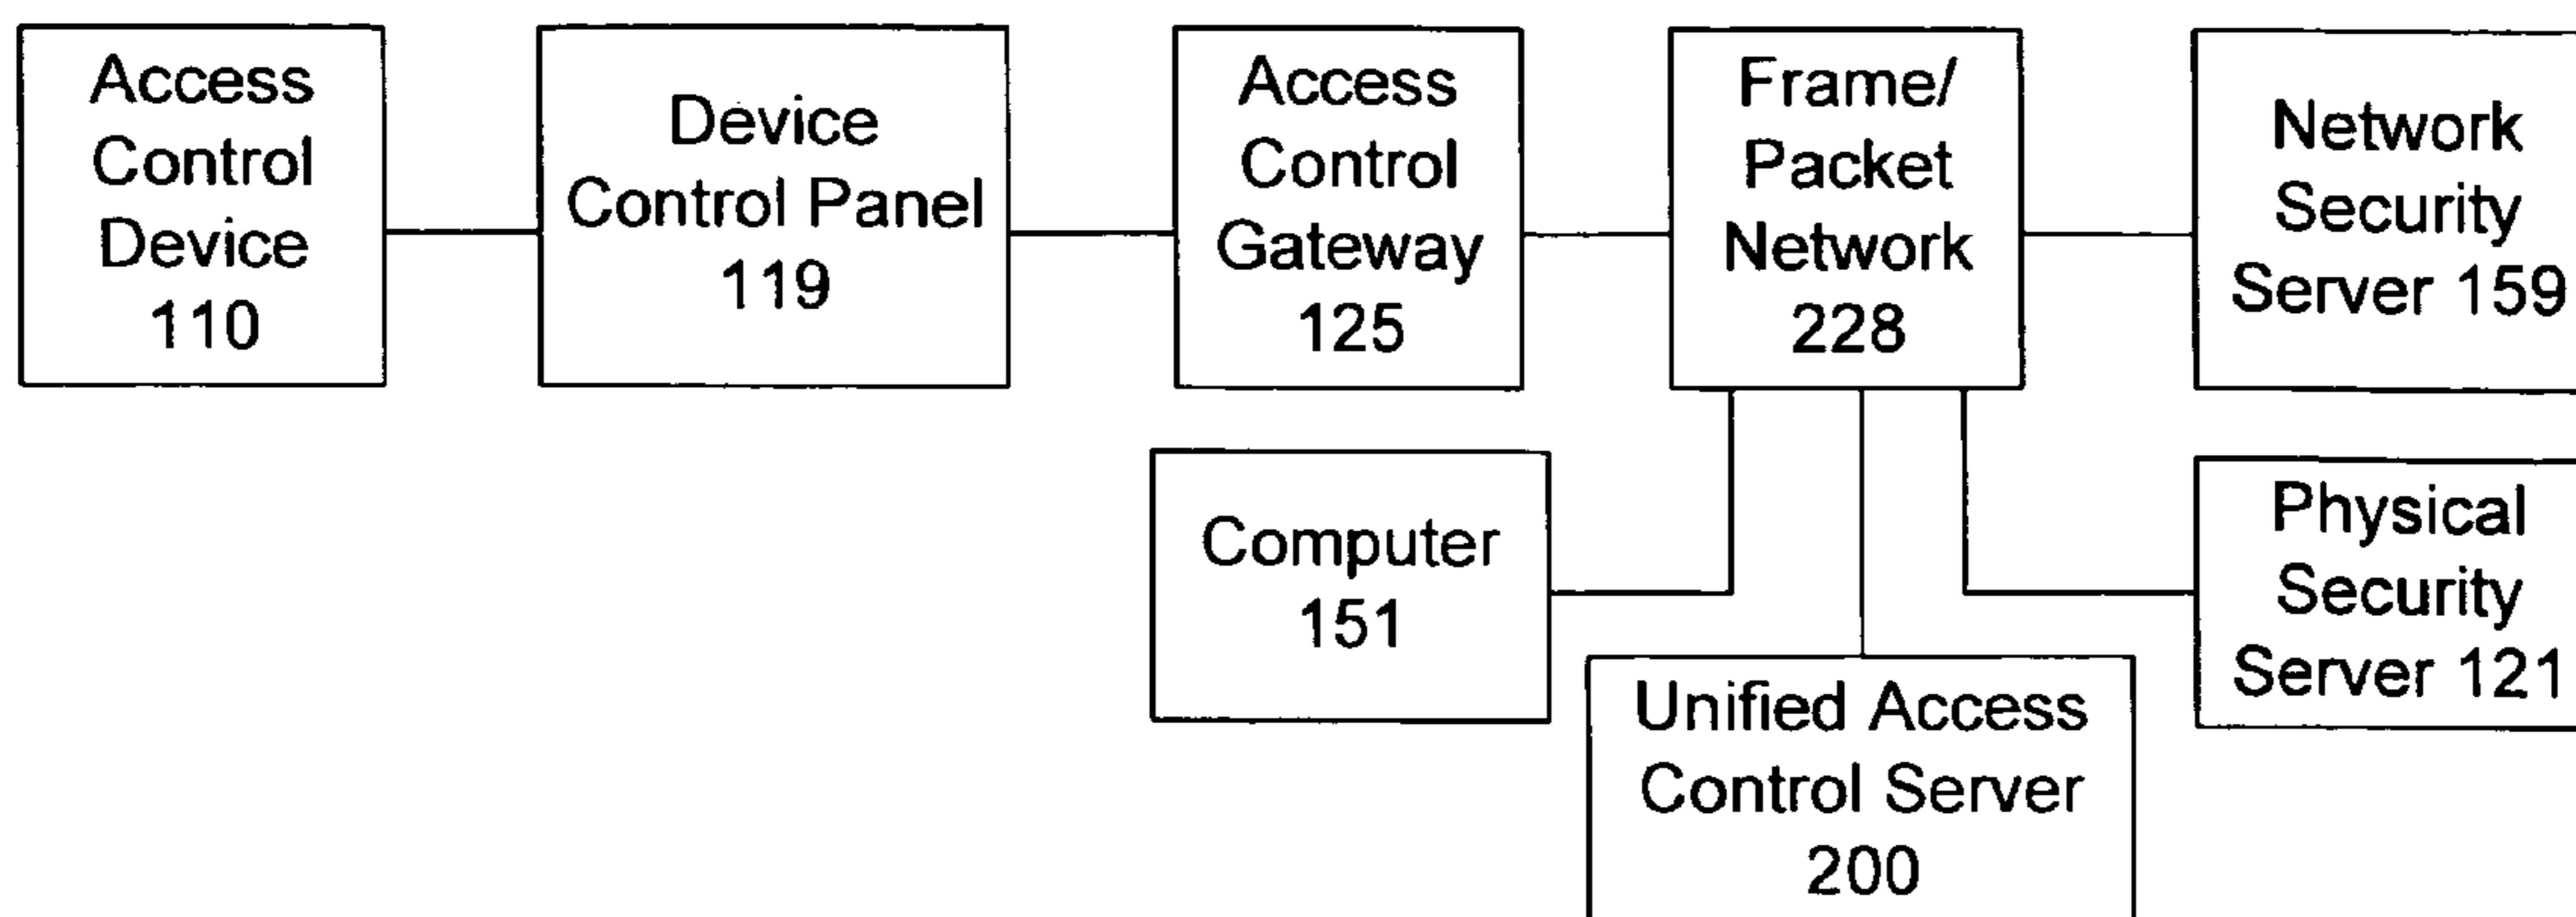 Access
Control
Device
110
Device
Control Panel
119
Access
Control
Gateway
125
Frame/
Packet
Network
228
Network
Security
Server 159
Computer
151
Physical
Security
Server 121
Unified Access
Control Server
200